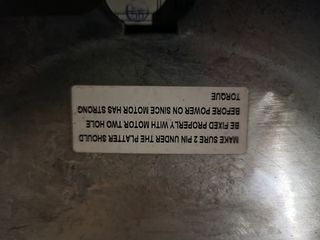 MAKE SURE 2 PIN UNDER THE PLATTER SHOULD
BE FIXED PROPERLY WITH MOTOR TWO HOLE
BEFORE POWER ON SINCE MOTOR HAS STRONG
TORQUE